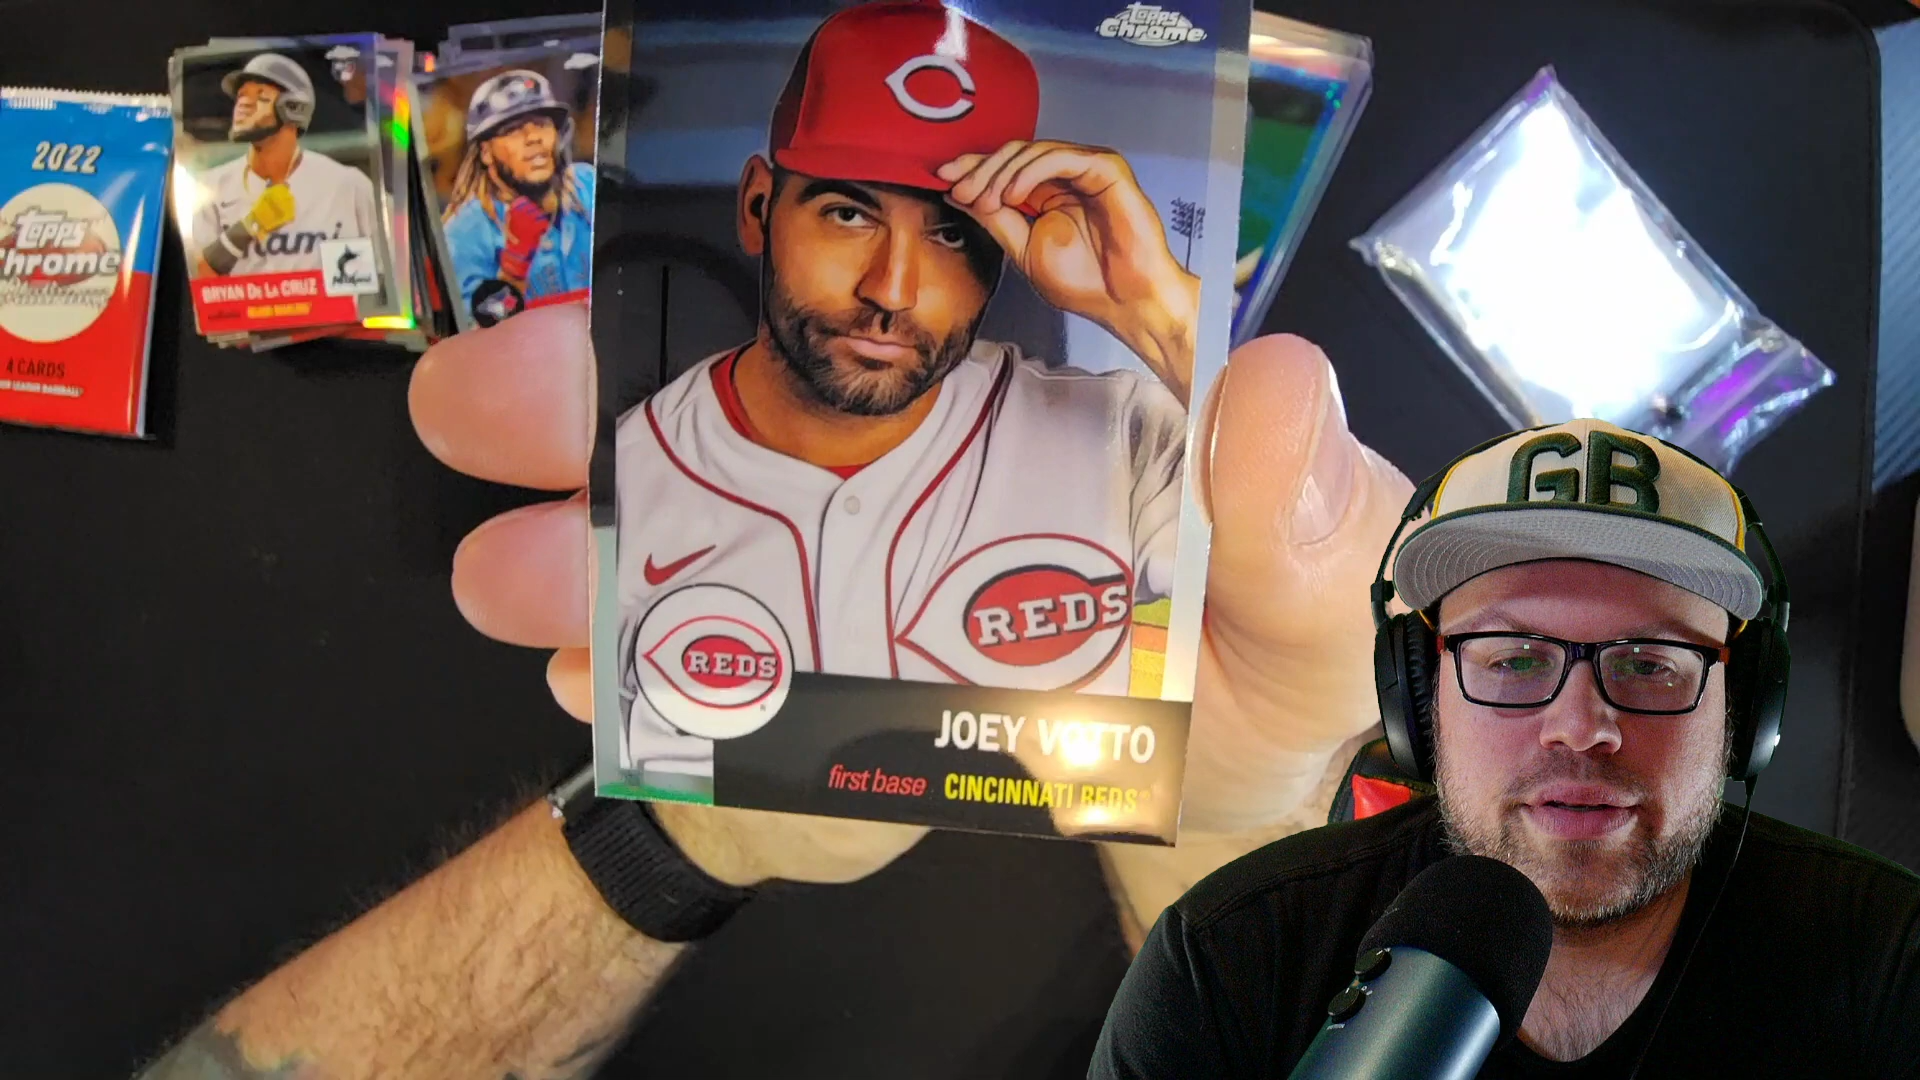 2022
Topps
Chrome
4 CARDS
BRYAN De La CRUZ
Topps
Chrome
C
REDS
REDS
JOEY VOTTO
first base CINCINNATI REDS
GB